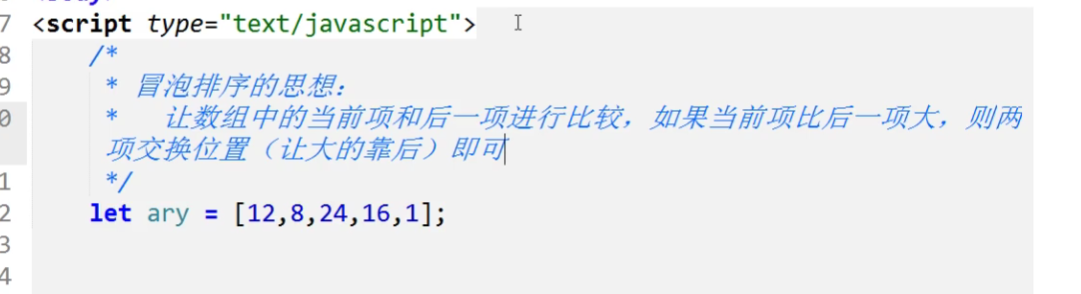 7 <script type="text/javascript">
8 /*
9 * 冒泡排序的思想：
0 * 让数组中的当前项和后一项进行比较，如果当前项比后一项大，则两
项交换位置（让大的靠后）即可
1 */
2 let ary = [12,8,24,16,1];
3
4